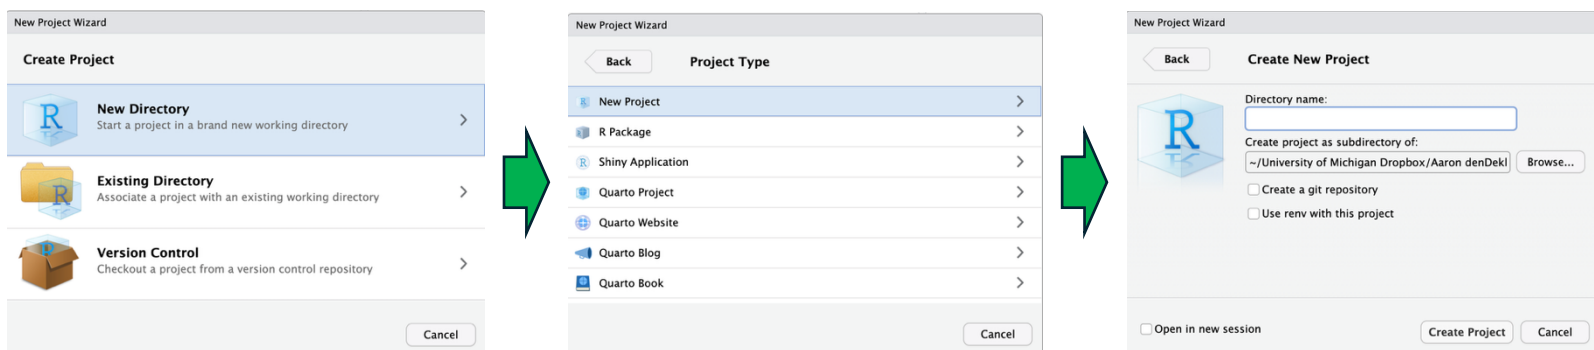 New Project Wizard
Create Project
R
New Directory
Start a project in a brand new working directory
R
Existing Directory
Associate a project with an existing working directory
R
Version Control
Checkout a project from a version control repository
Cancel
New Project Wizard
Back
Project Type
R New Project
R Package
R Shiny Application
Quarto Project
Quarto Website
Quarto Blog
Quarto Book
Cancel
New Project Wizard
Back
Create New Project
R
Directory name:
Create project as subdirectory of:
~/University of Michigan Dropbox/Aaron denDekl
Browse...
Create a git repository
Use renv with this project
Open in new session
Create Project
Cancel